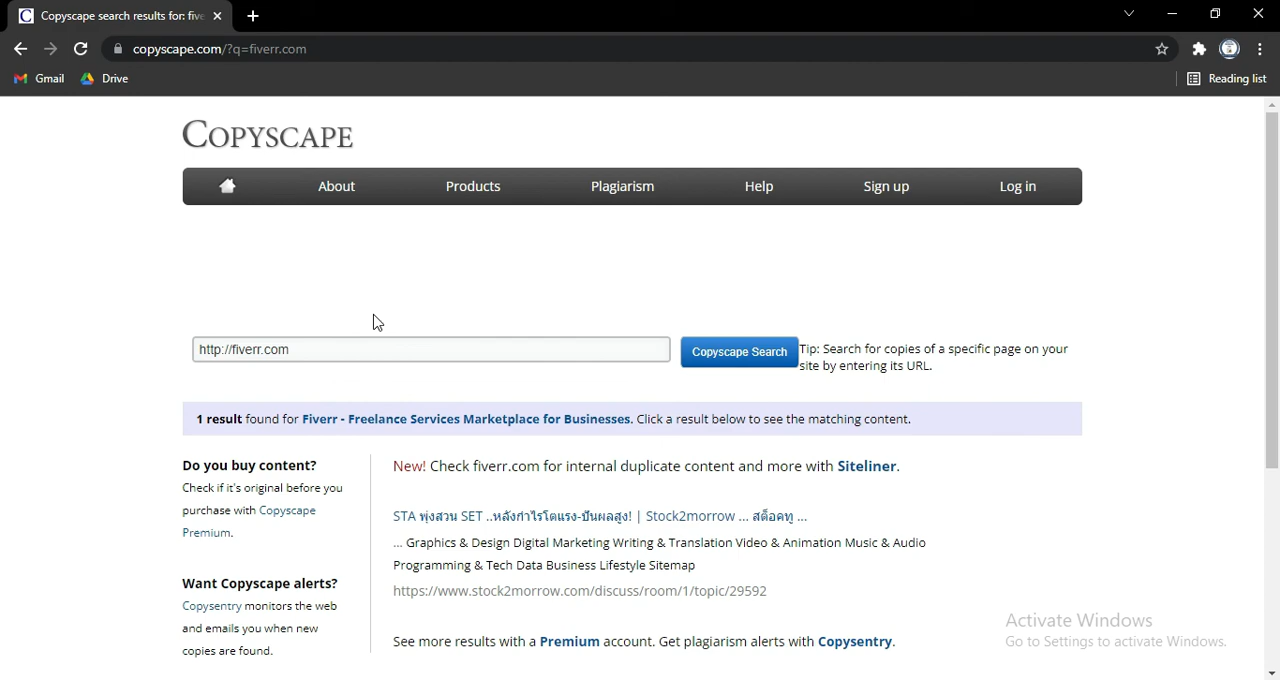 Copyscape search results for: five
copyscape.com/?q=fiverr.com
Gmail Drive
Reading list
COPYSCAPE
About Products Plagiarism Help Sign up Log in
http://fiverr.com
Copyscape Search
Tip: Search for copies of a specific page on your
site by entering its URL.
1 result found for Fiverr - Freelance Services Marketplace for Businesses. Click a result below to see the matching content.
Do you buy content?
Check if it's original before you
purchase with Copyscape
Premium.
Want Copyscape alerts?
Copysentry monitors the web
and emails you when new
copies are found.
New! Check fiverr.com for internal duplicate content and more with Siteliner.
STA พุ่งสวน SET ..หลังกำไรโตแรง-ปันผลสูง! | Stock2morrow ... สต็อคทู ...
... Graphics & Design Digital Marketing Writing & Translation Video & Animation Music & Audio
Programming & Tech Data Business Lifestyle Sitemap
https://www.stock2morrow.com/discuss/room/1/topic/29592
See more results with a Premium account. Get plagiarism alerts with Copysentry.
Activate Windows
Go to Settings to activate Windows.